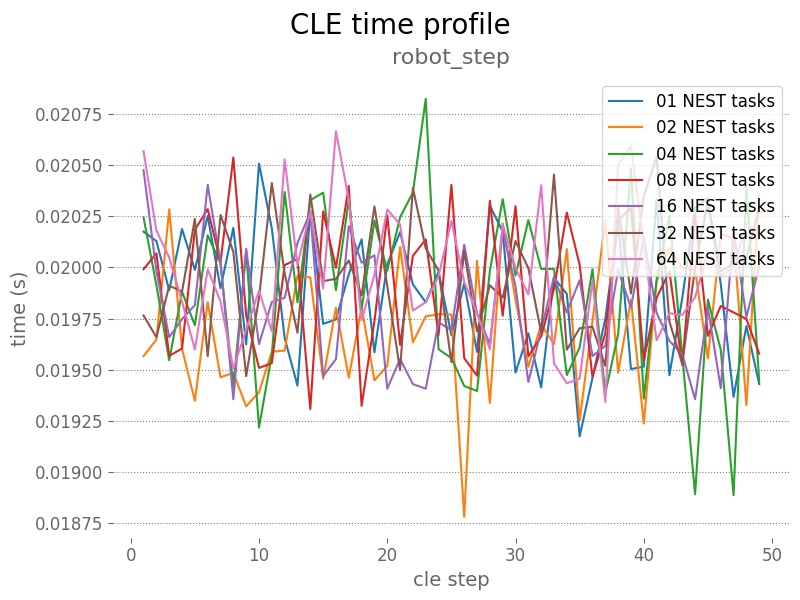 CLE time profile
robot_step
01 NEST tasks
02 NEST tasks
04 NEST tasks
08 NEST tasks
16 NEST tasks
32 NEST tasks
64 NEST tasks
0.02075
0.02050
0.02025
0.02000
0.01975
0.01950
0.01925
0.01900
0.01875
time (s)
0 10 20 30 40 50
cle step